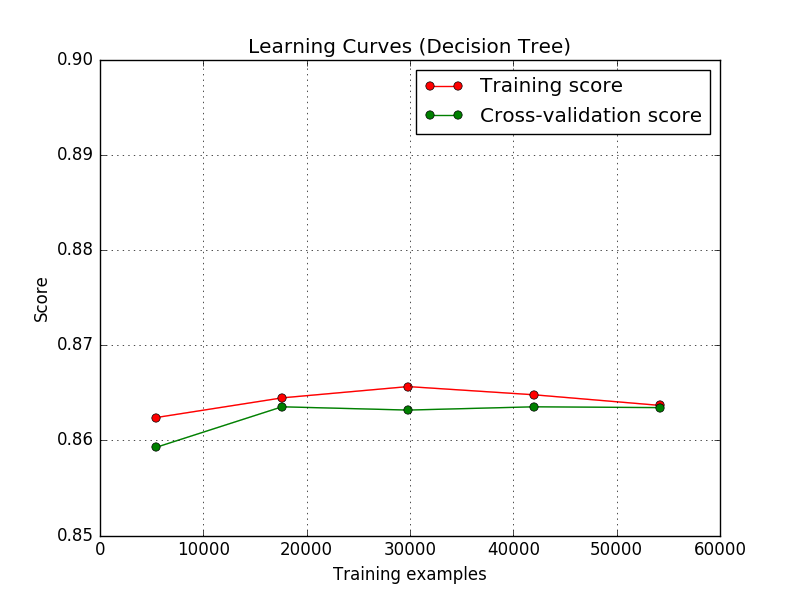 Learning Curves (Decision Tree)
Training score
Cross-validation score
0.90
0.89
0.88
0.87
0.86
0.85
Score
0 10000 20000 30000 40000 50000 60000
Training examples